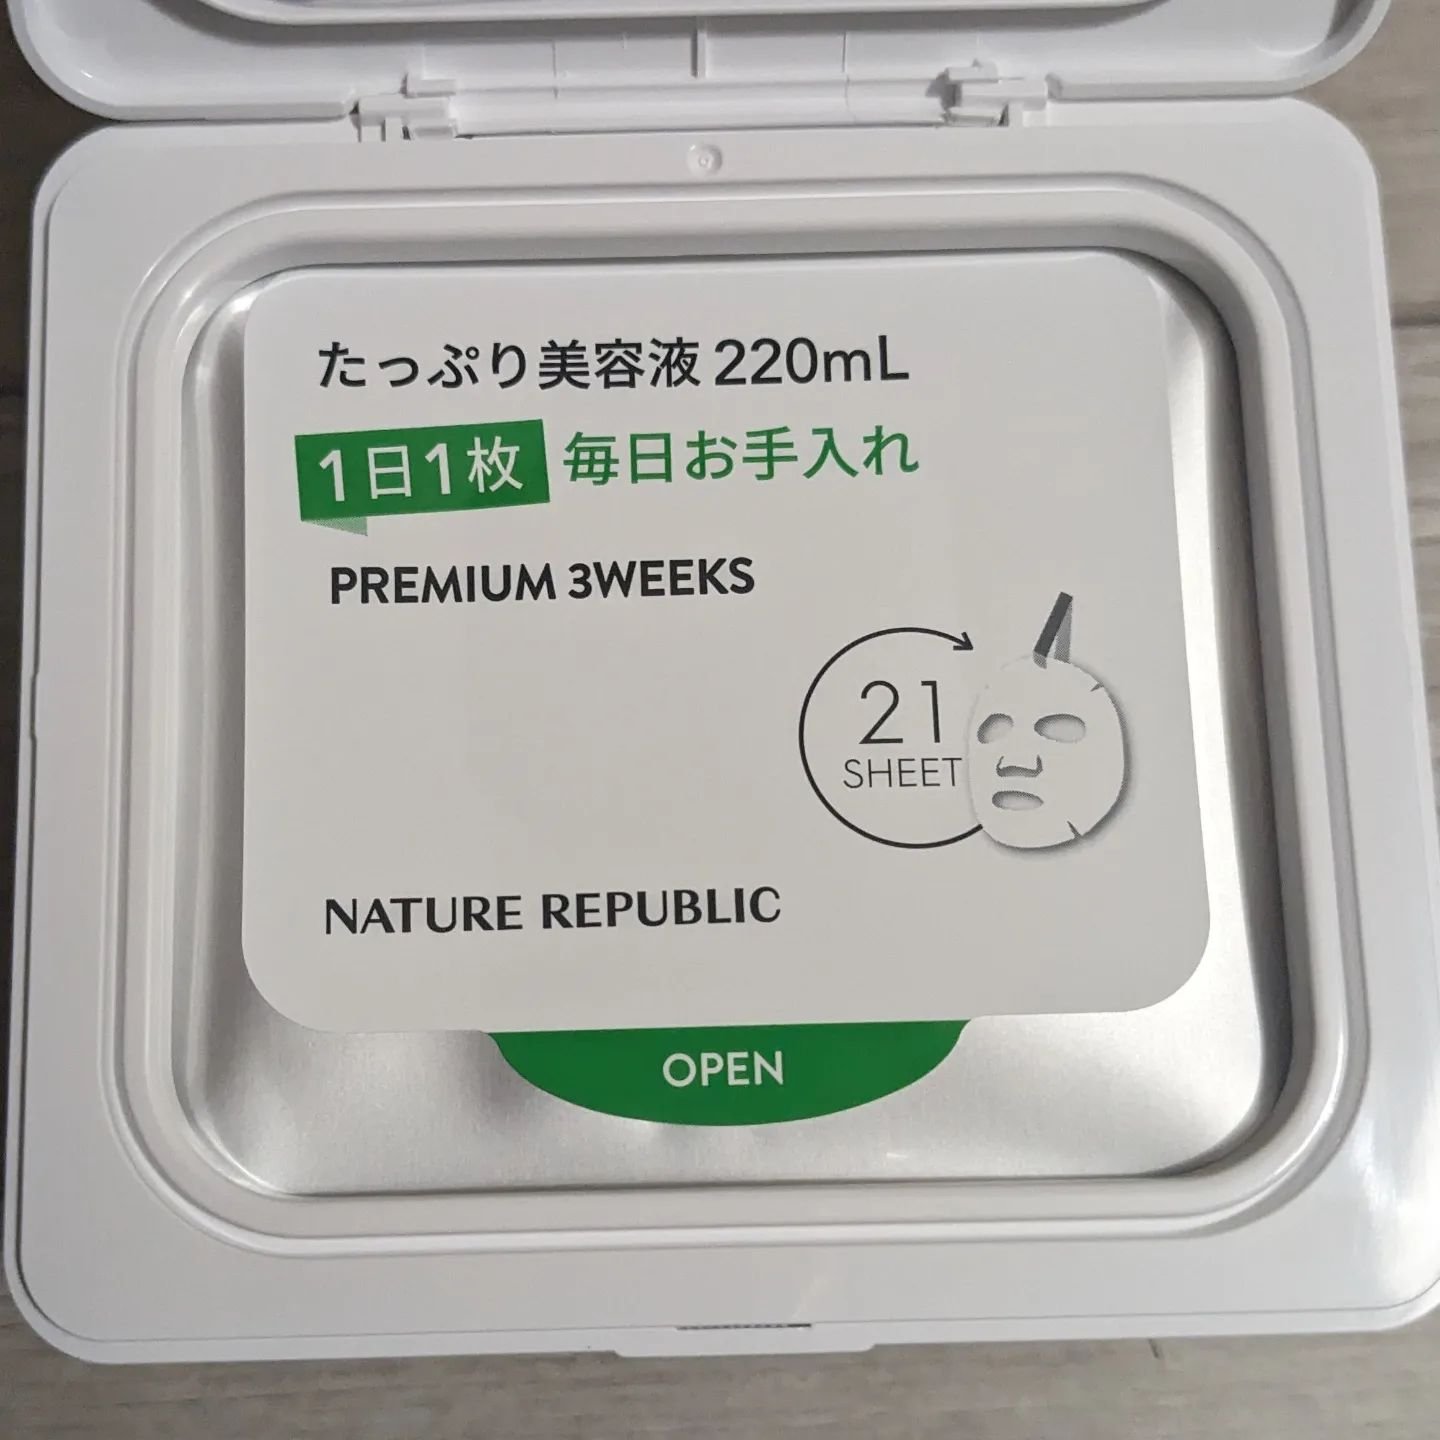 たっぷり美容液 220mL
1日1枚 毎日お手入れ
PREMIUM 3WEEKS
21
SHEET
NATURE REPUBLIC
OPEN